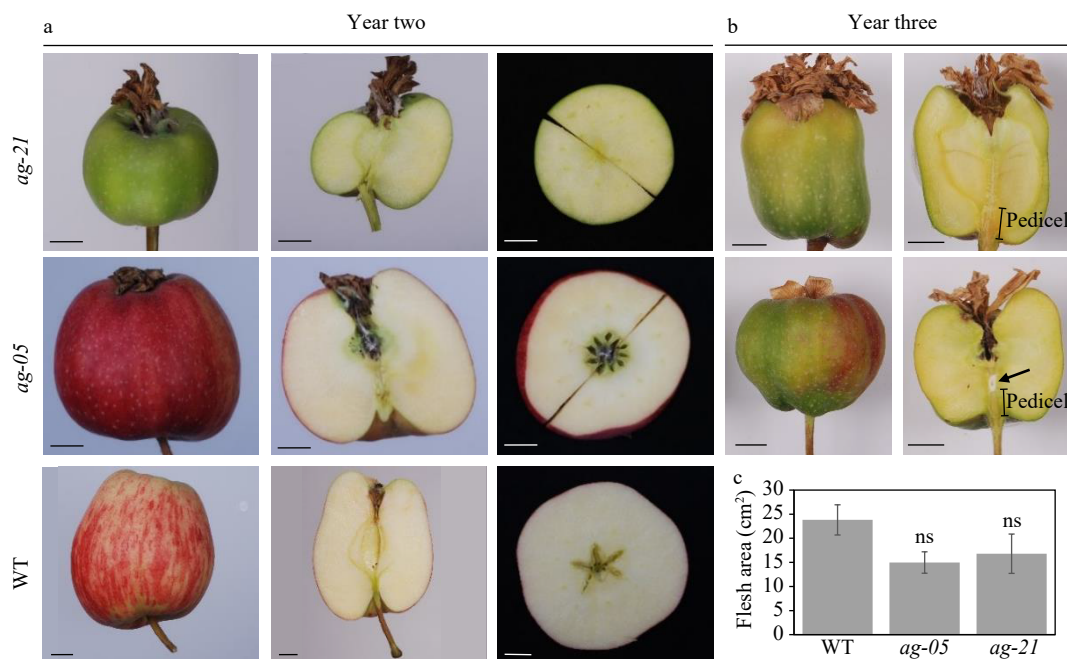 a
Year two
b
Year three
ag-21
Pedicel
ag-05
Pedicel
WT
c
Flesh area (cm²)
30
25
20
15
10
5
0
ns
ns
WT
ag-05
ag-21